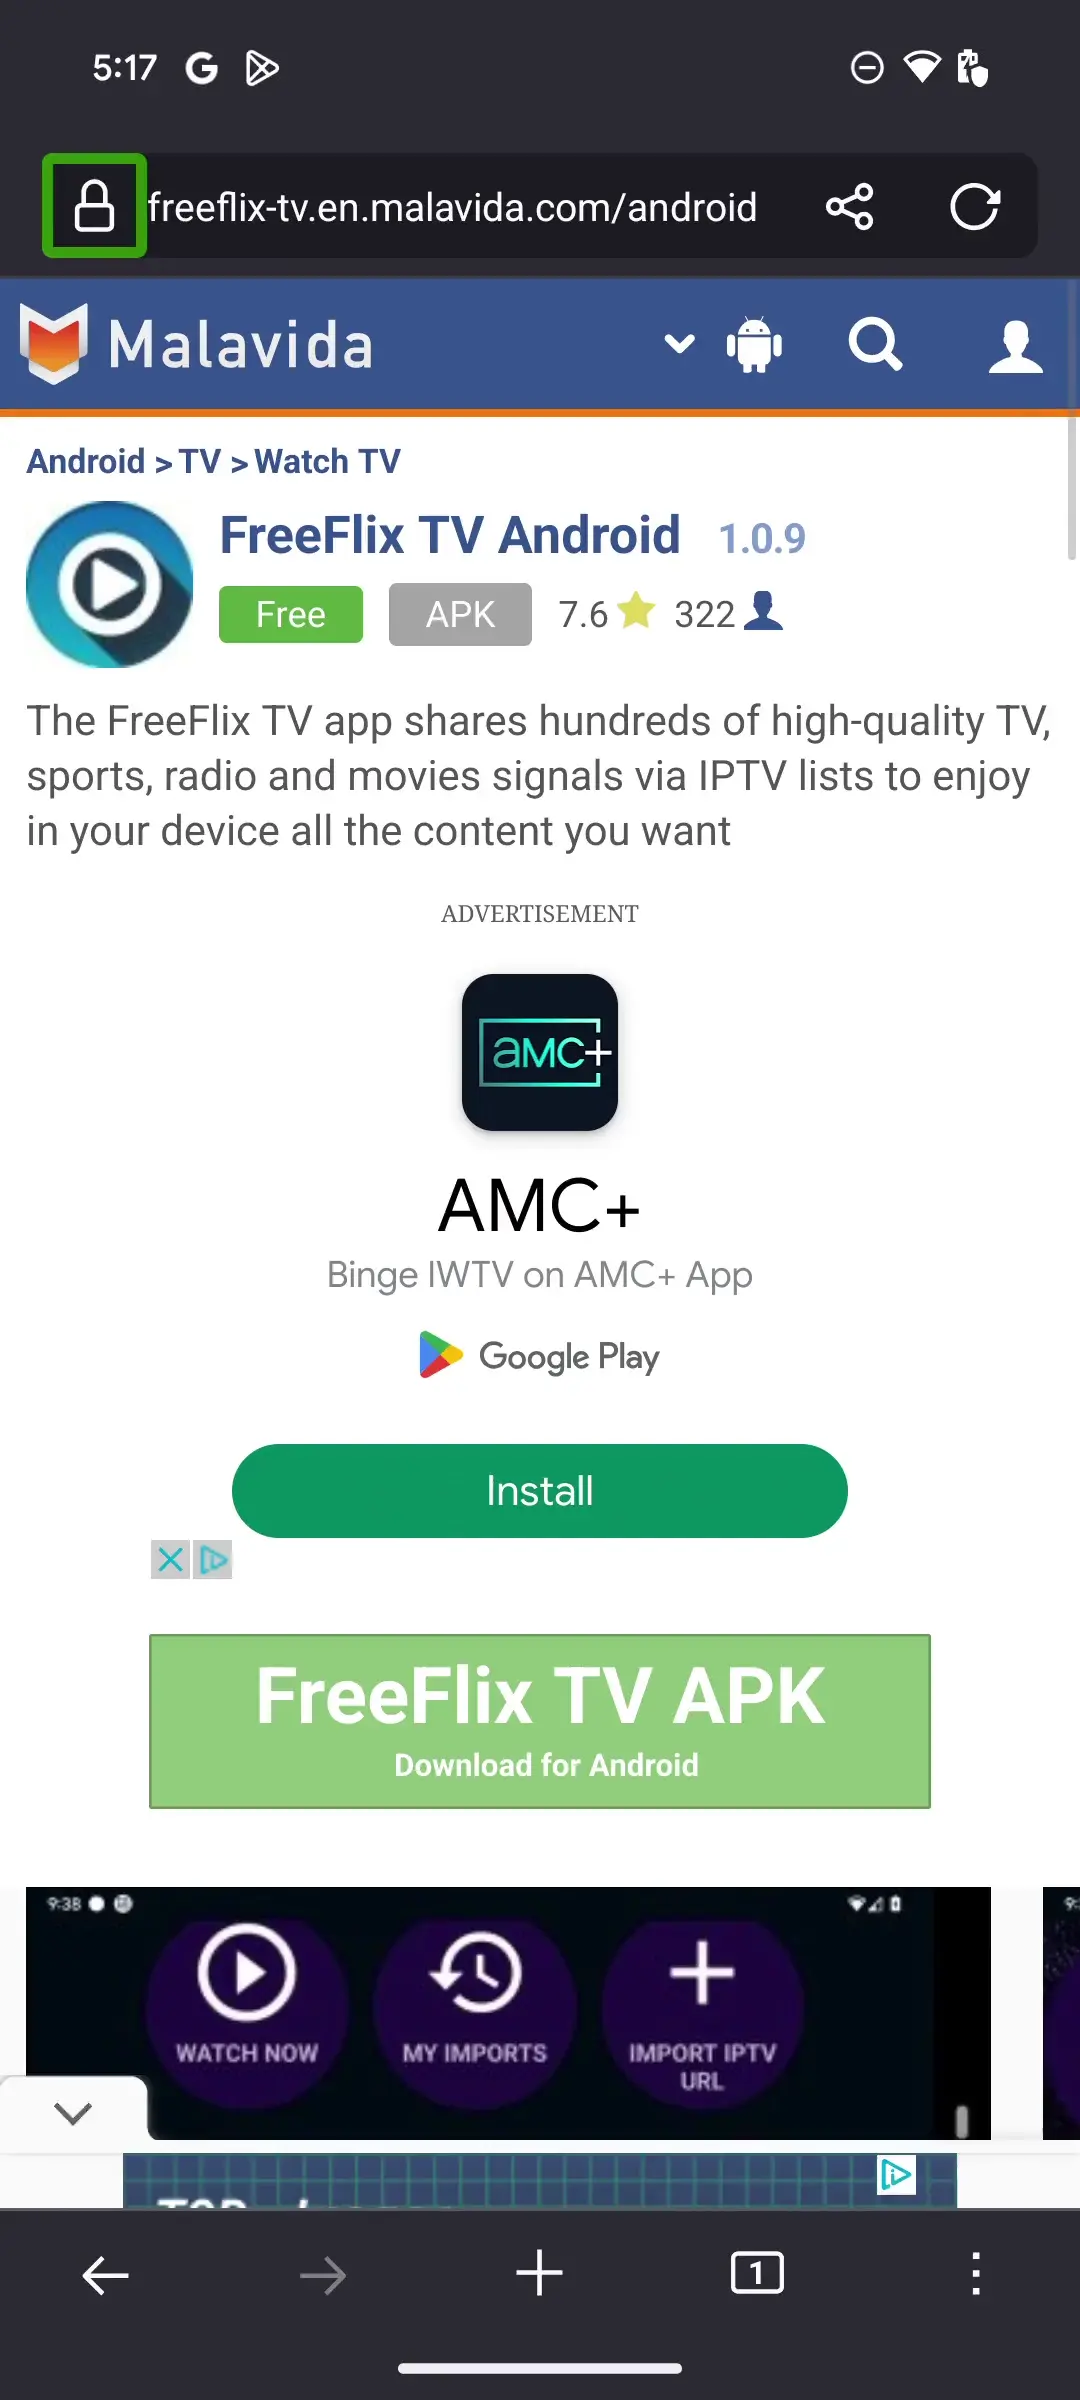 5:17
freeflix-tv.en.malavida.com/android
Malavida
Android > TV > Watch TV
FreeFlix TV Android 1.0.9
Free APK 7.6 322
The FreeFlix TV app shares hundreds of high-quality TV,
sports, radio and movies signals via IPTV lists to enjoy
in your device all the content you want
ADVERTISEMENT
aMC+
AMC+
Binge IWTV on AMC+ App
Google Play
Install
FreeFlix TV APK
Download for Android
9:38
WATCH NOW MY IMPORTS IMPORT IPTV
URL
1